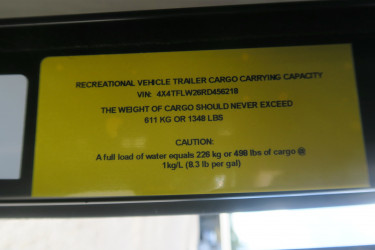 RECREATIONAL VEHICLE TRAILER CARGO CARRYING CAPACITY
VIN: 4X4TFLW26RD456219
THE WEIGHT OF CARGO SHOULD NEVER EXCEED
611 KG OR 1348 LBS
CAUTION:
A full load of water equals 226 kg or 498 lbs of cargo @
1kg/L (8.3 lb per gal)